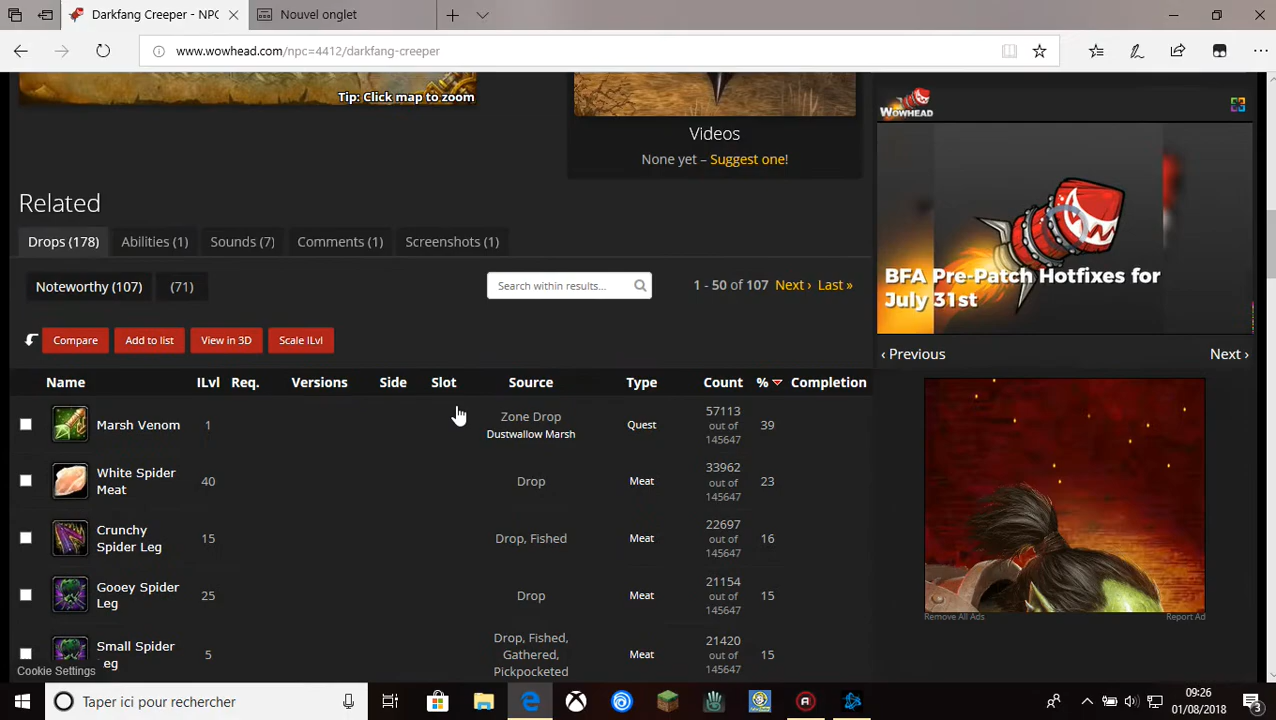 Darkfang Creeper - NPC
Nouvel onglet
www.wowhead.com/npc=4412/darkfang-creeper
Tip: Click map to zoom
Videos
None yet – Suggest one!
WOWHEAD
BFA Pre-Patch Hotfixes for
July 31st
‹ Previous
Next ›
Related
Drops (178)
Abilities (1)
Sounds (7)
Comments (1)
Screenshots (1)
Noteworthy (107)
(71)
Search within results...
1 - 50 of 107 Next › Last »
Compare
Add to list
View in 3D
Scale ILvl
Name ILvl Req. Versions Side Slot Source Type Count % Completion
Marsh Venom 1 Zone Drop Dustwallow Marsh Quest 57113 out of 145647 39
White Spider Meat 40 Drop Meat 33962 out of 145647 23
Crunchy Spider Leg 15 Drop, Fished Meat 22697 out of 145647 16
Gooey Spider Leg 25 Drop Meat 21154 out of 145647 15
Small Spider Leg 5 Drop, Fished, Gathered, Pickpocketed Meat 21420 out of 145647 15
Remove All Ads
Report Ad
Cookie Settings
Taper ici pour rechercher
09:26
01/08/2018
3